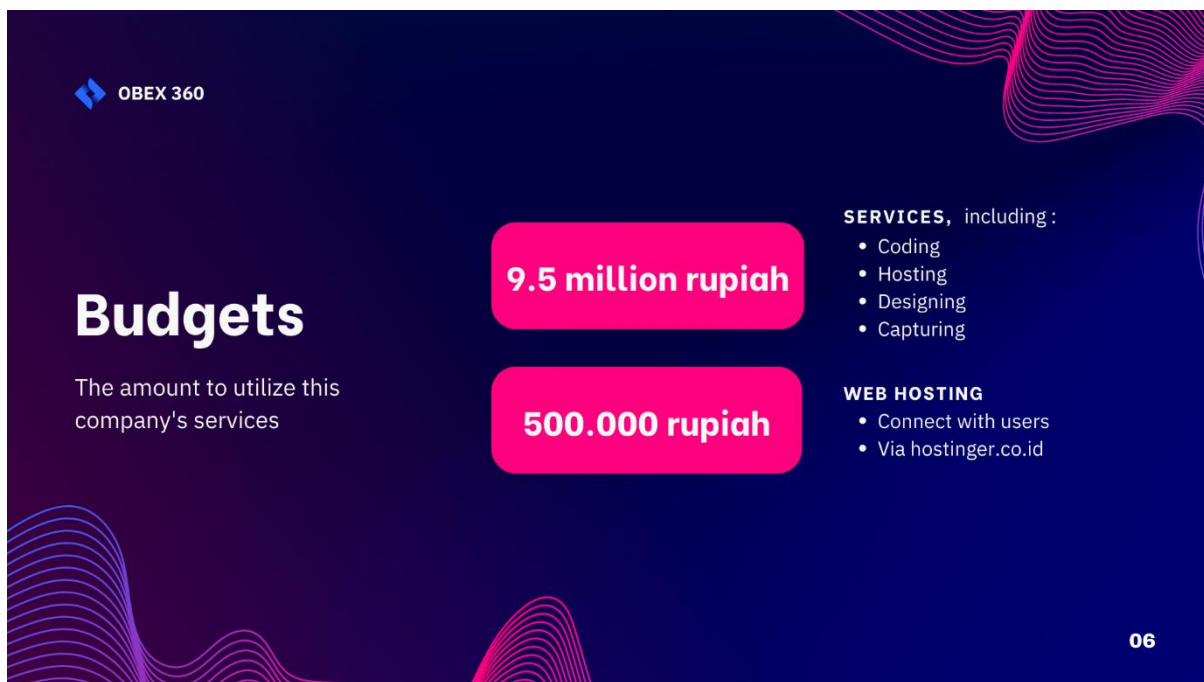 OBEX 360
Budgets
The amount to utilize this
company's services
9.5 million rupiah
SERVICES, including :
• Coding
• Hosting
• Designing
• Capturing
500.000 rupiah
WEB HOSTING
• Connect with users
• Via hostinger.co.id
06